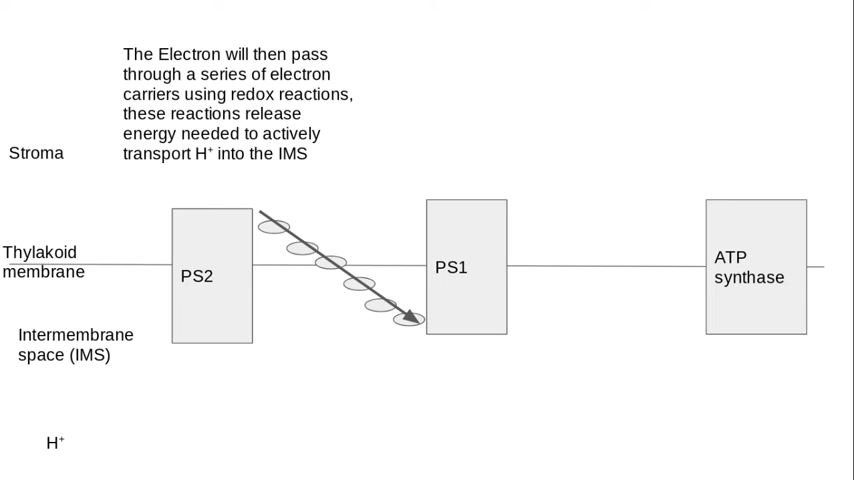 The Electron will then pass
through a series of electron
carriers using redox reactions,
these reactions release
energy needed to actively
transport H⁺ into the IMS
Stroma
Thylakoid
membrane
PS2
PS1
ATP
synthase
Intermembrane
space (IMS)
H⁺